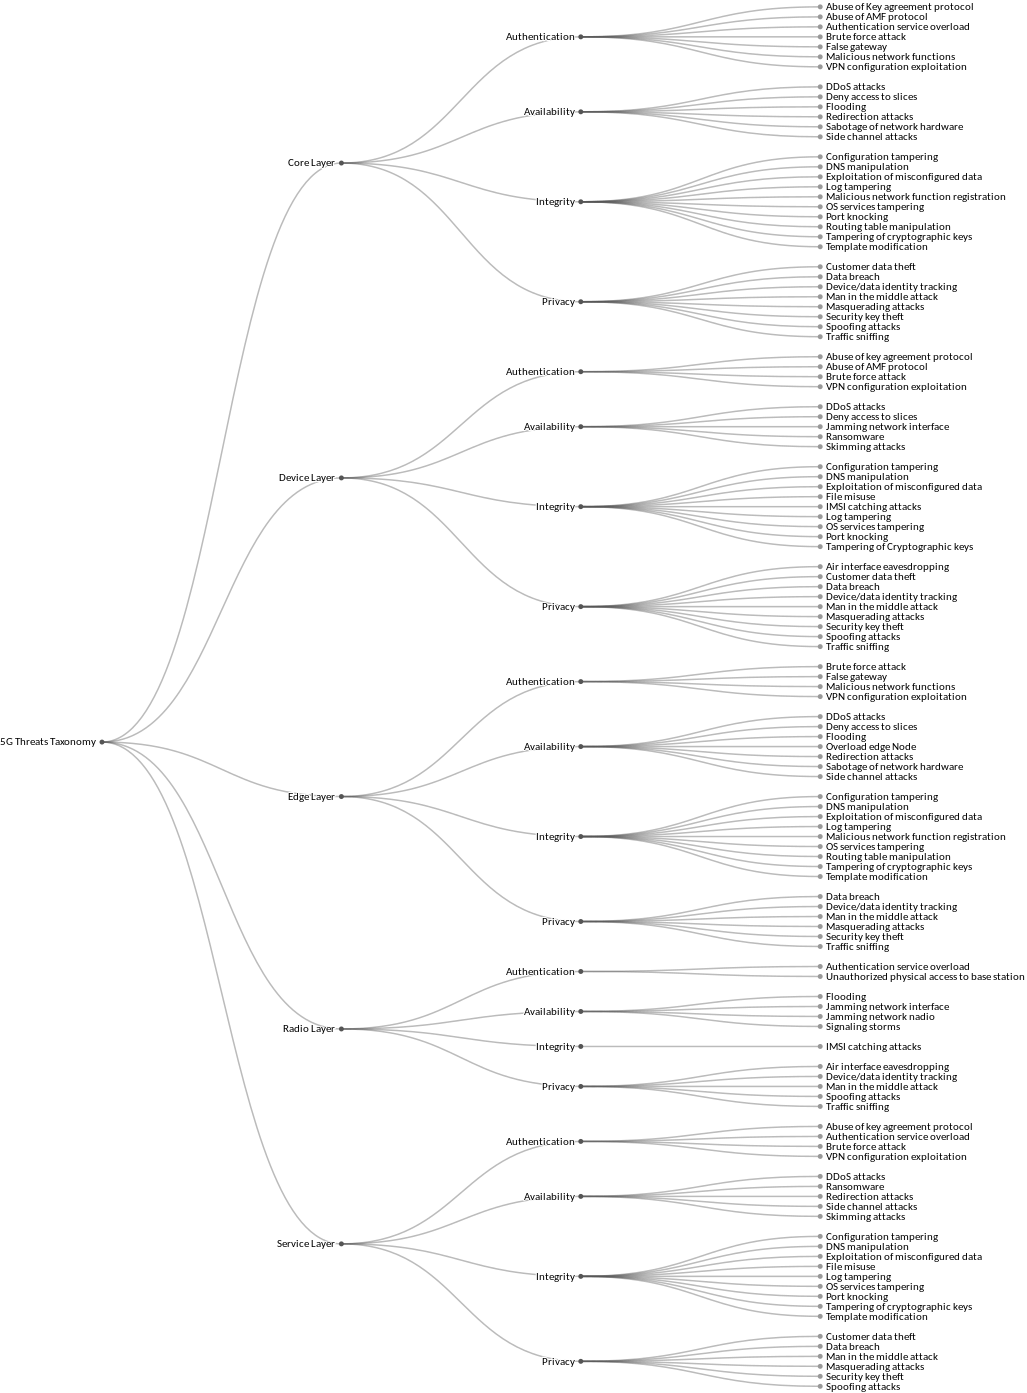 5G Threats Taxonomy
Core Layer
Authentication
Abuse of Key agreement protocol
Abuse of AMF protocol
Authentication service overload
Brute force attack
False gateway
Malicious network functions
VPN configuration exploitation
Availability
DDoS attacks
Deny access to slices
Flooding
Redirection attacks
Sabotage of network hardware
Side channel attacks
Integrity
Configuration tampering
DNS manipulation
Exploitation of misconfigured data
Log tampering
Malicious network function registration
OS services tampering
Port knocking
Routing table manipulation
Tampering of cryptographic keys
Template modification
Privacy
Customer data theft
Data breach
Device/data identity tracking
Man in the middle attack
Masquerading attacks
Security key theft
Spoofing attacks
Traffic sniffing
Device Layer
Authentication
Abuse of key agreement protocol
Abuse of AMF protocol
Brute force attack
VPN configuration exploitation
Availability
DDoS attacks
Deny access to slices
Jamming network interface
Ransomware
Skimming attacks
Integrity
Configuration tampering
DNS manipulation
Exploitation of misconfigured data
File misuse
IMSI catching attacks
Log tampering
OS services tampering
Port knocking
Tampering of Cryptographic keys
Privacy
Air interface eavesdropping
Customer data theft
Data breach
Device/data identity tracking
Man in the middle attack
Masquerading attacks
Security key theft
Spoofing attacks
Traffic sniffing
Edge Layer
Authentication
Brute force attack
False gateway
Malicious network functions
VPN configuration exploitation
Availability
DDoS attacks
Deny access to slices
Flooding
Overload edge Node
Redirection attacks
Sabotage of network hardware
Side channel attacks
Integrity
Configuration tampering
DNS manipulation
Exploitation of misconfigured data
Log tampering
Malicious network function registration
OS services tampering
Routing table manipulation
Tampering of cryptographic keys
Template modification
Privacy
Data breach
Device/data identity tracking
Man in the middle attack
Masquerading attacks
Security key theft
Traffic sniffing
Radio Layer
Authentication
Authentication service overload
Unauthorized physical access to base station
Availability
Flooding
Jamming network interface
Jamming network nadio
Signaling storms
Integrity
IMSI catching attacks
Privacy
Air interface eavesdropping
Device/data identity tracking
Man in the middle attack
Spoofing attacks
Traffic sniffing
Service Layer
Authentication
Abuse of key agreement protocol
Authentication service overload
Brute force attack
VPN configuration exploitation
Availability
DDoS attacks
Ransomware
Redirection attacks
Side channel attacks
Skimming attacks
Integrity
Configuration tampering
DNS manipulation
Exploitation of misconfigured data
File misuse
Log tampering
OS services tampering
Port knocking
Tampering of cryptographic keys
Template modification
Privacy
Customer data theft
Data breach
Man in the middle attack
Masquerading attacks
Security key theft
Spoofing attacks